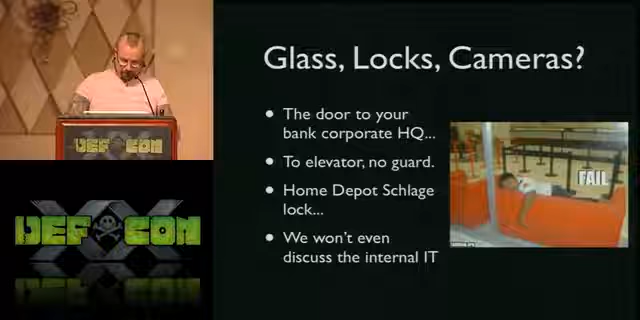 Glass, Locks, Cameras?
The door to your
bank corporate HQ...
To elevator, no guard.
Home Depot Schlage
lock...
We won't even
discuss the internal IT
FAIL
DEF CON
XX
DEF CON